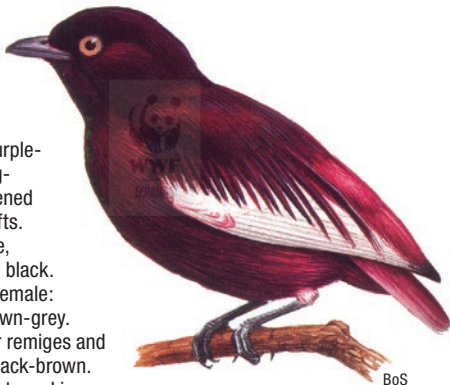 urple-
g-
ened
fts.
e,
black.
emale:
wn-grey.
r remiges and
ack-brown.
WWF
BoS